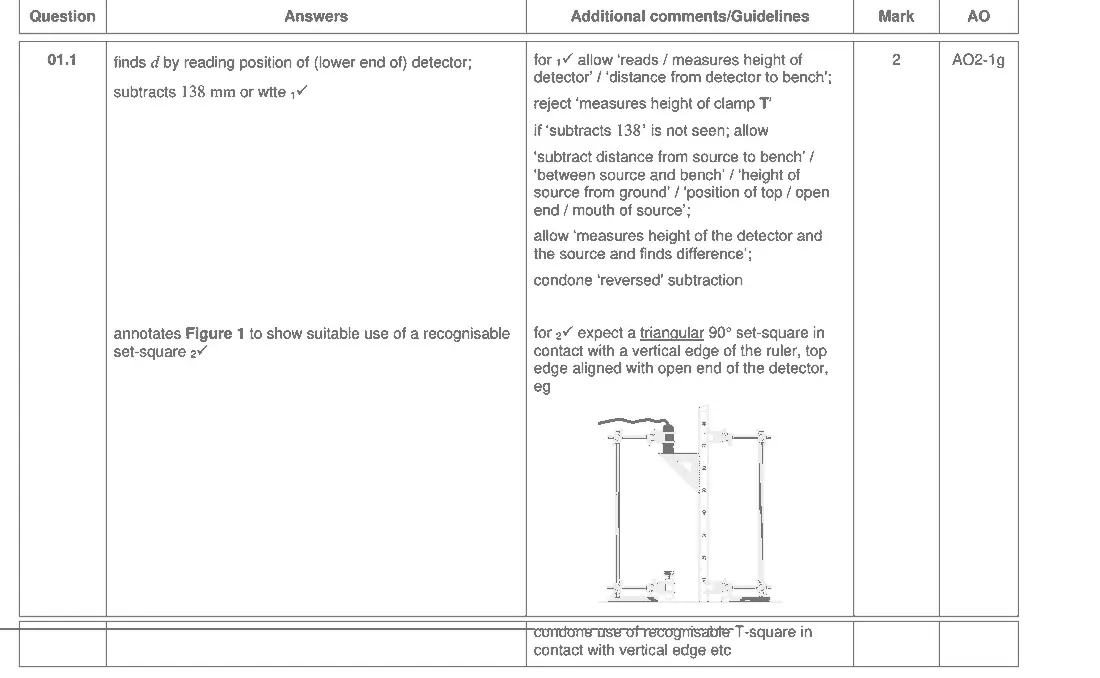 Question Answers Additional comments/Guidelines Mark AO
01.1 finds d by reading position of (lower end of) detector; for 1✓ allow 'reads / measures height of 2 AO2-1g
detector' / 'distance from detector to bench';
subtracts 138 mm or wtte 1✓
reject 'measures height of clamp T'
if 'subtracts 138' is not seen; allow
'subtract distance from source to bench' /
'between source and bench' / 'height of
source from ground' / 'position of top / open
end / mouth of source';
allow 'measures height of the detector and
the source and finds difference';
condone 'reversed' subtraction
annotates Figure 1 to show suitable use of a recognisable for 2✓ expect a triangular 90° set-square in
set-square 2✓ contact with a vertical edge of the ruler, top
edge aligned with open end of the detector,
eg
condone use of recognisable T-square in
contact with vertical edge etc